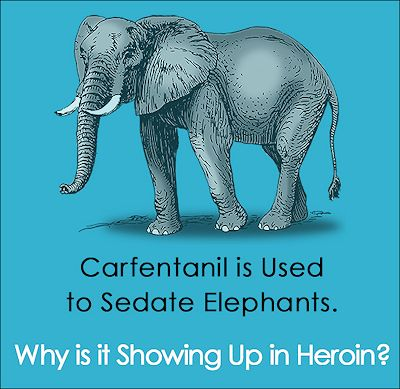 Carfentanil is Used
to Sedate Elephants.
Why is it Showing Up in Heroin?